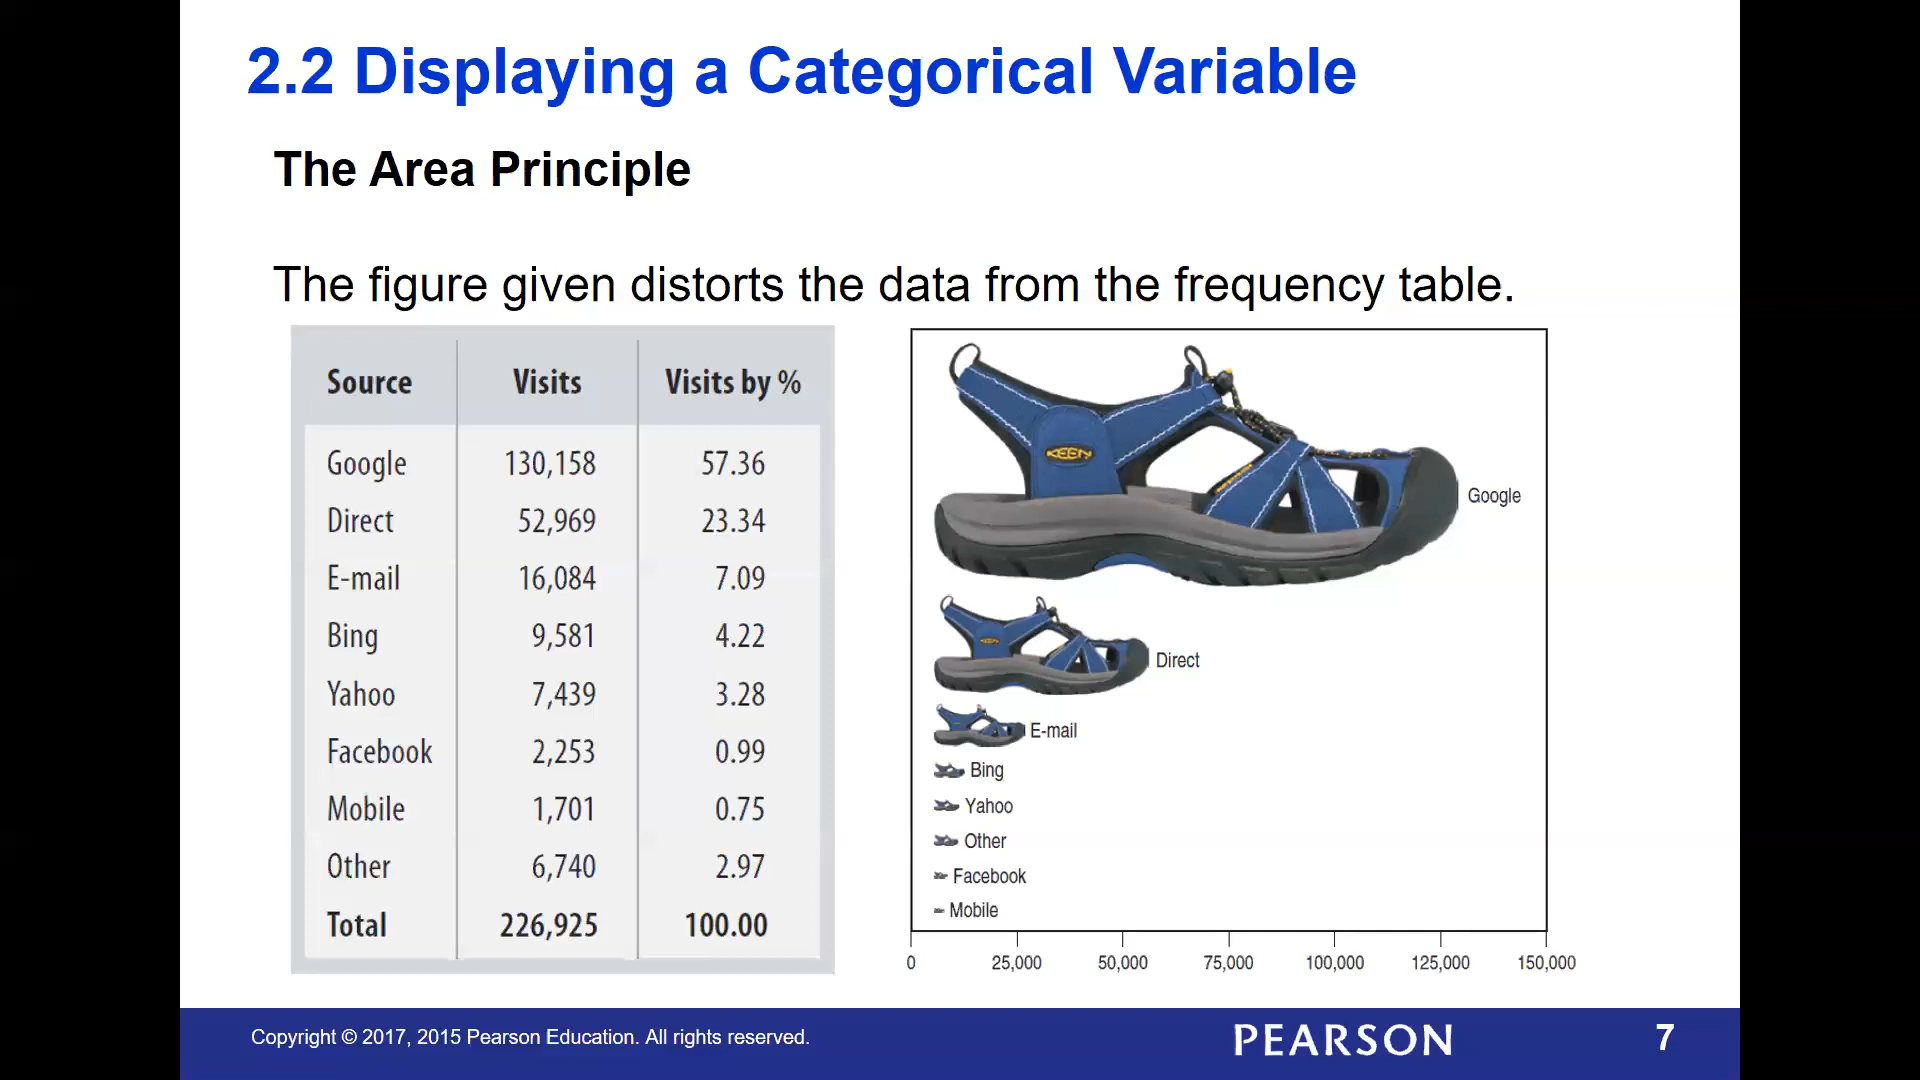 2.2 Displaying a Categorical Variable
The Area Principle
The figure given distorts the data from the frequency table.
Source Visits Visits by %
Google 130,158 57.36
Direct 52,969 23.34
E-mail 16,084 7.09
Bing 9,581 4.22
Yahoo 7,439 3.28
Facebook 2,253 0.99
Mobile 1,701 0.75
Other 6,740 2.97
Total 226,925 100.00
KEEN
Google
Direct
E-mail
Bing
Yahoo
Other
Facebook
Mobile
0 25,000 50,000 75,000 100,000 125,000 150,000
Copyright © 2017, 2015 Pearson Education. All rights reserved.
PEARSON
7